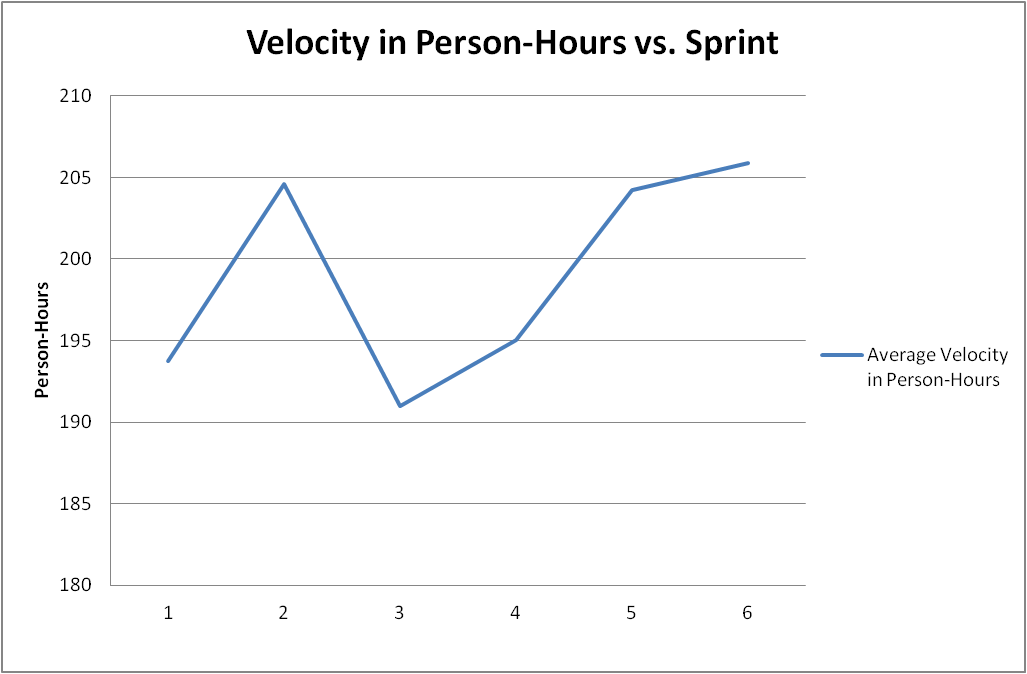 Velocity in Person-Hours vs. Sprint
210
205
200
195
190
185
180
Person-Hours
1 2 3 4 5 6
Average Velocity
in Person-Hours